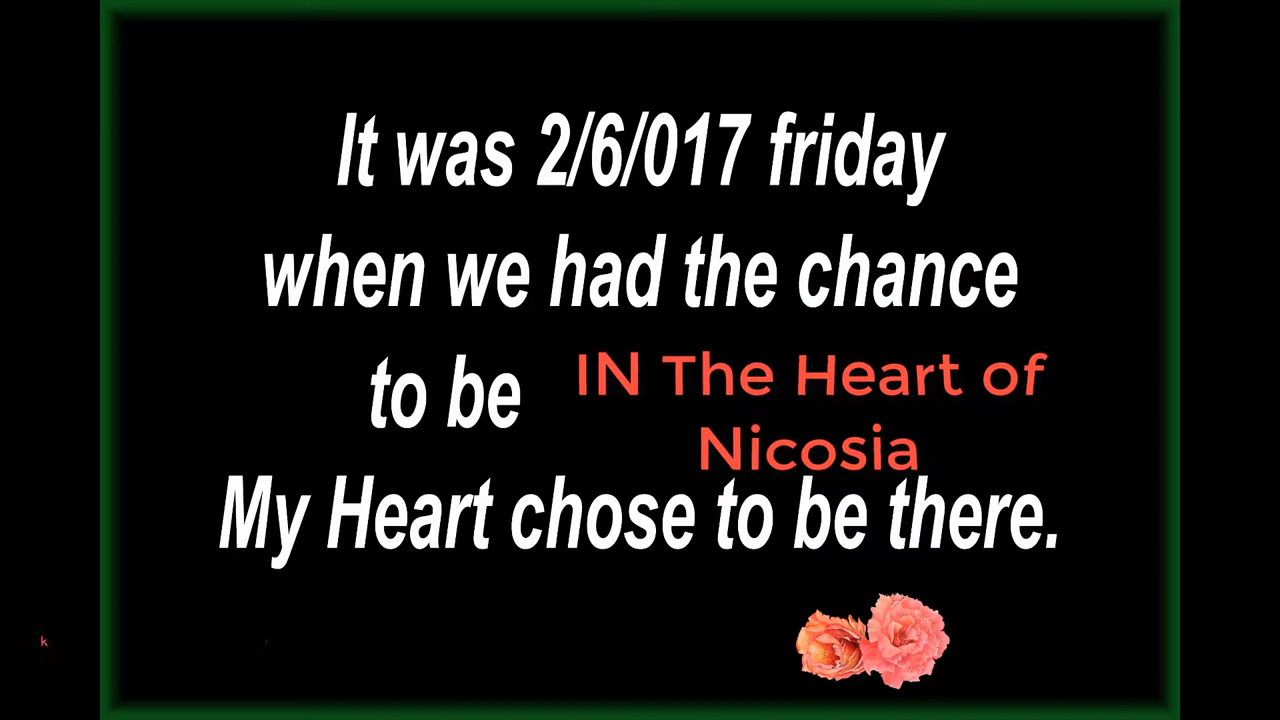 It was 2/6/017 friday
when we had the chance
to be IN The Heart of
Nicosia
My Heart chose to be there.
k